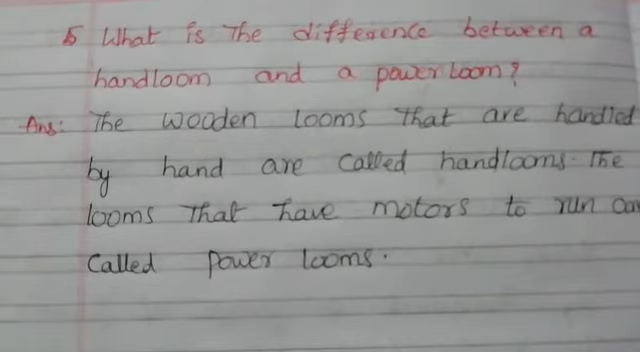 5 What is The difference between a
handloom and a power loom?
Ans: The wooden looms that are handled
by hand are called handlooms. The
looms that have motors to run
called power looms.